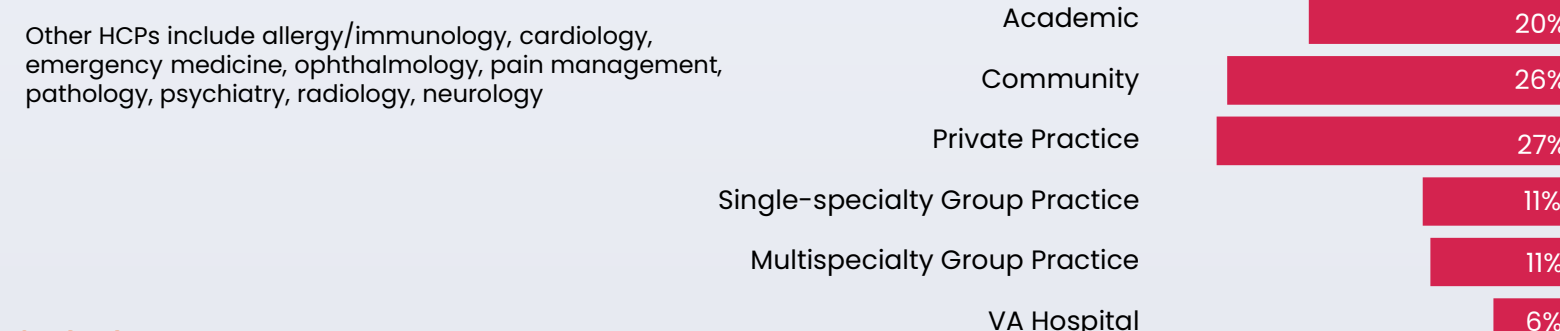 Other HCPs include allergy/immunology, cardiology,
emergency medicine, ophthalmology, pain management,
pathology, psychiatry, radiology, neurology
Academic 20%
Community 26%
Private Practice 27%
Single-specialty Group Practice 11%
Multispecialty Group Practice 11%
VA Hospital 6%